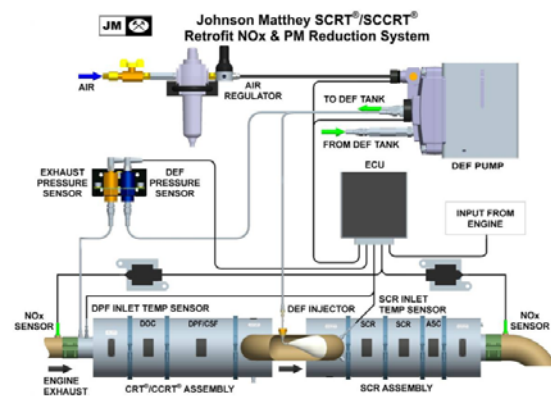 JM
Johnson Matthey SCRT®/SCCRT®
Retrofit NOx & PM Reduction System
AIR
AIR
REGULATOR
TO DEF TANK
FROM DEF TANK
DEF PUMP
EXHAUST
PRESSURE
SENSOR
DEF
PRESSURE
SENSOR
ECU
INPUT FROM
ENGINE
NOx
SENSOR
DPF INLET TEMP SENSOR
DEF INJECTOR
SCR INLET
TEMP SENSOR
NOx
SENSOR
DOC
DPF/CSF
SCR
SCR
ASC
ENGINE
EXHAUST
CRT®/CCRT® ASSEMBLY
SCR ASSEMBLY